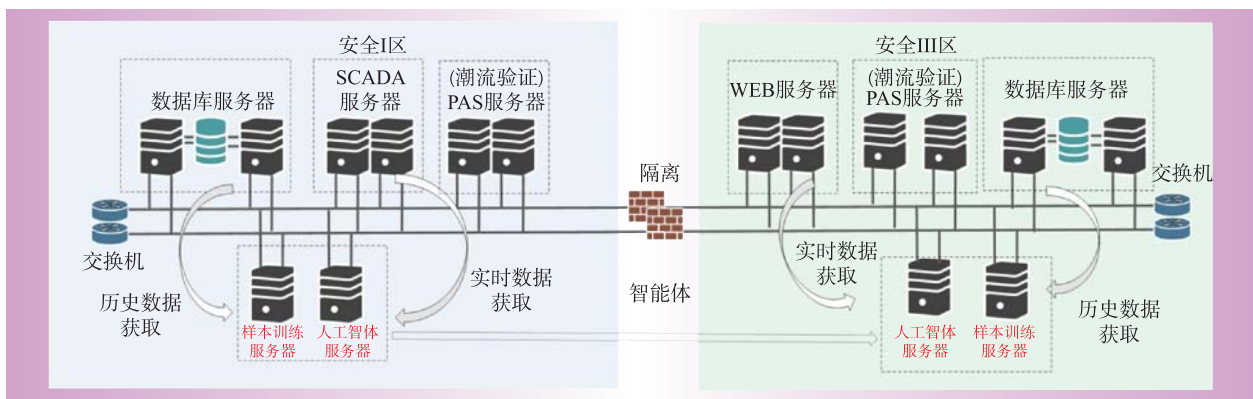 安全I区
数据库服务器
SCADA
服务器
(潮流验证)
PAS服务器
交换机
历史数据
获取
实时数据
获取
样本训练
服务器
人工智体
服务器
隔离
智能体
安全III区
WEB服务器
(潮流验证)
PAS服务器
数据库服务器
交换机
实时数据
获取
历史数据
获取
人工智体
服务器
样本训练
服务器